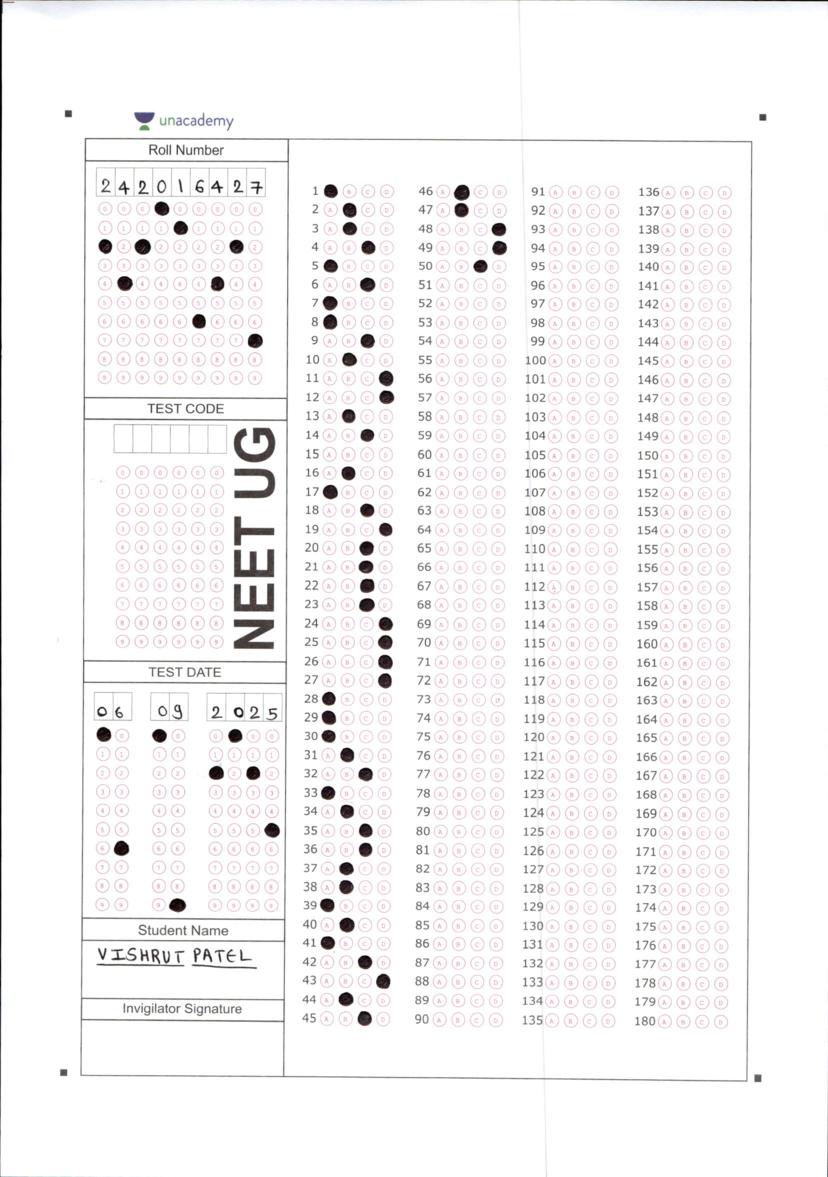 unacademy
Roll Number
2 4 2 0 1 6 4 2 7
TEST CODE
NEET UG
TEST DATE
0 6 0 9 2 0 2 5
Student Name
VISHRUT PATEL
Invigilator Signature
1 B C D 46 A C D 91 A B C D 136 A B C D
2 A C D 47 A C D 92 A B C D 137 A B C D
3 A C D 48 A B C 93 A B C D 138 A B C D
4 A B D 49 A B C 94 A B C D 139 A B C D
5 B C D 50 A B D 95 A B C D 140 A B C D
6 A B D 51 A B C D 96 A B C D 141 A B C D
7 B C D 52 A B C D 97 A B C D 142 A B C D
8 B C D 53 A B C D 98 A B C D 143 A B C D
9 A B D 54 A B C D 99 A B C D 144 A B C D
10 A C D 55 A B C D 100 A B C D 145 A B C D
11 A B C 56 A B C D 101 A B C D 146 A B C D
12 A B C 57 A B C D 102 A B C D 147 A B C D
13 A C D 58 A B C D 103 A B C D 148 A B C D
14 A B D 59 A B C D 104 A B C D 149 A B C D
15 A B C D 60 A B C D 105 A B C D 150 A B C D
16 A C D 61 A B C D 106 A B C D 151 A B C D
17 B C D 62 A B C D 107 A B C D 152 A B C D
18 A B D 63 A B C D 108 A B C D 153 A B C D
19 A B C 64 A B C D 109 A B C D 154 A B C D
20 A B D 65 A B C D 110 A B C D 155 A B C D
21 A B D 66 A B C D 111 A B C D 156 A B C D
22 A B D 67 A B C D 112 A B C D 157 A B C D
23 A B D 68 A B C D 113 A B C D 158 A B C D
24 A B C 69 A B C D 114 A B C D 159 A B C D
25 A B C 70 A B C D 115 A B C D 160 A B C D
26 A B C 71 A B C D 116 A B C D 161 A B C D
27 A B C 72 A B C D 117 A B C D 162 A B C D
28 B C D 73 A B C D 118 A B C D 163 A B C D
29 B C D 74 A B C D 119 A B C D 164 A B C D
30 B C D 75 A B C D 120 A B C D 165 A B C D
31 A C D 76 A B C D 121 A B C D 166 A B C D
32 A B D 77 A B C D 122 A B C D 167 A B C D
33 B C D 78 A B C D 123 A B C D 168 A B C D
34 A C D 79 A B C D 124 A B C D 169 A B C D
35 A B D 80 A B C D 125 A B C D 170 A B C D
36 A B D 81 A B C D 126 A B C D 171 A B C D
37 A C D 82 A B C D 127 A B C D 172 A B C D
38 A C D 83 A B C D 128 A B C D 173 A B C D
39 B C D 84 A B C D 129 A B C D 174 A B C D
40 A C D 85 A B C D 130 A B C D 175 A B C D
41 B C D 86 A B C D 131 A B C D 176 A B C D
42 A B D 87 A B C D 132 A B C D 177 A B C D
43 A B C 88 A B C D 133 A B C D 178 A B C D
44 A C D 89 A B C D 134 A B C D 179 A B C D
45 A B D 90 A B C D 135 A B C D 180 A B C D